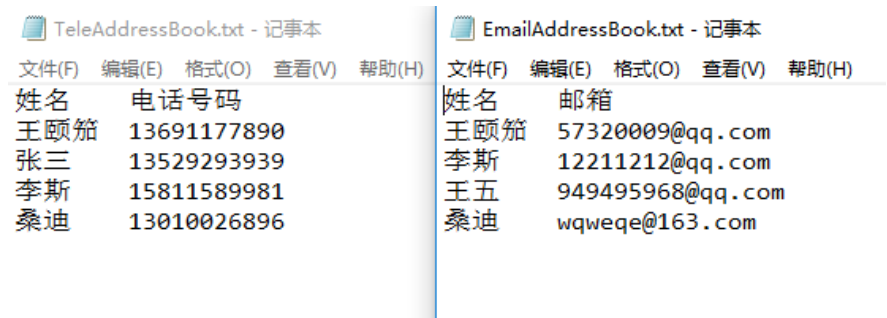 TeleAddressBook.txt - 记事本
文件(F) 编辑(E) 格式(O) 查看(V) 帮助(H)
姓名 电话号码
王颐笳 13691177890
张三 13529293939
李斯 15811589981
桑迪 13010026896
EmailAddressBook.txt - 记事本
文件(F) 编辑(E) 格式(O) 查看(V) 帮助(H)
姓名 邮箱
王颐笳 57320009@qq.com
李斯 12211212@qq.com
王五 949495968@qq.com
桑迪 wqweqe@163.com